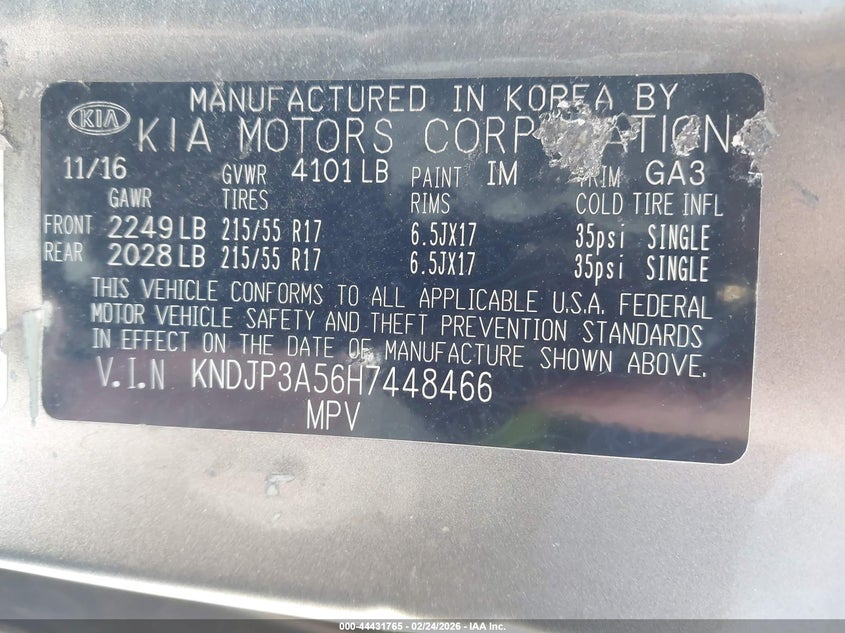 MANUFACTURED IN KOREA BY
KIA
KIA MOTORS CORPORATION
11/16 GVWR 4101 LB PAINT IM TRIM GA3
GAWR TIRES RIMS COLD TIRE INFL
FRONT 2249 LB 215/55 R17 6.5JX17 35psi SINGLE
REAR 2028 LB 215/55 R17 6.5JX17 35psi SINGLE
THIS VEHICLE CONFORMS TO ALL APPLICABLE U.S.A. FEDERAL
MOTOR VEHICLE SAFETY AND THEFT PREVENTION STANDARDS
IN EFFECT ON THE DATE OF MANUFACTURE SHOWN ABOVE.
V.I.N KNDJP3A56H7448466
MPV
000-44431765 - 02/24/2026 - IAA Inc.